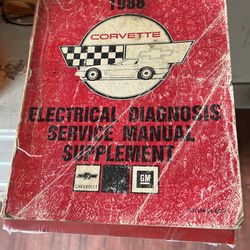 1988
CORVETTE
ELECTRICAL DIAGNOSIS
SERVICE MANUAL
SUPPLEMENT
CHEVROLET
GM